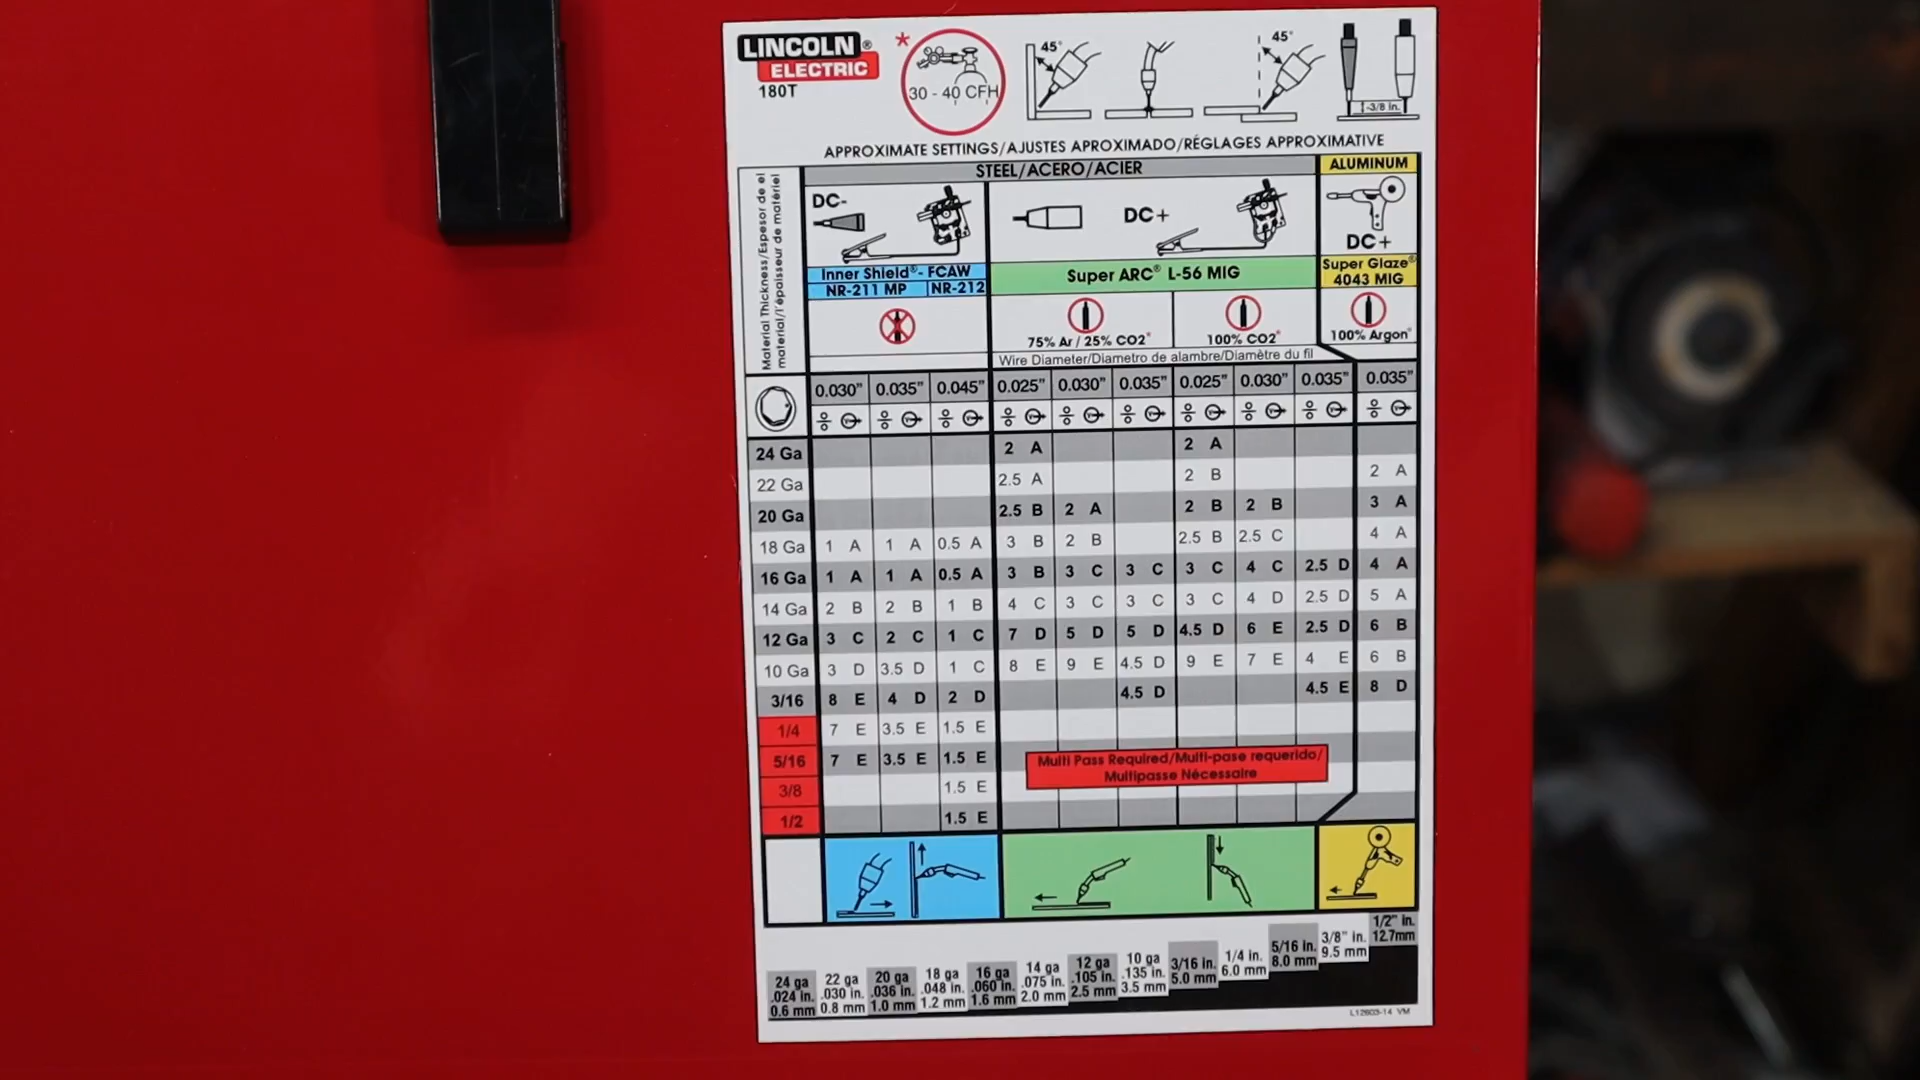 LINCOLN ®
ELECTRIC
180T
*
30 - 40 CFH
45°
45°
-3/8 in.
APPROXIMATE SETTINGS/AJUSTES APROXIMADO/RÉGLAGES APPROXIMATIVE
Material Thickness/Espesor de el
material/l'épaisseur de matériel
STEEL/ACERO/ACIER
ALUMINUM
DC-
DC+
DC+
Inner Shield®- FCAW
NR-211 MP NR-212
Super ARC® L-56 MIG
Super Glaze®
4043 MIG
75% Ar / 25% CO2*
100% CO2*
100% Argon*
Wire Diameter/Diametro de alambre/Diamètre du fil
0.030" 0.035" 0.045" 0.025" 0.030" 0.035" 0.025" 0.030" 0.035" 0.035"
24 Ga 2 A 2 A
22 Ga 2.5 A 2 B 2 A
20 Ga 2.5 B 2 A 2 B 2 B 3 A
18 Ga 1 A 1 A 0.5 A 3 B 2 B 2.5 B 2.5 C 4 A
16 Ga 1 A 1 A 0.5 A 3 B 3 C 3 C 3 C 4 C 2.5 D 4 A
14 Ga 2 B 2 B 1 B 4 C 3 C 3 C 3 C 4 D 2.5 D 5 A
12 Ga 3 C 2 C 1 C 7 D 5 D 5 D 4.5 D 6 E 2.5 D 6 B
10 Ga 3 D 3.5 D 1 C 8 E 9 E 4.5 D 9 E 7 E 4 E 6 B
3/16 8 E 4 D 2 D 4.5 D 4.5 E 8 D
1/4 7 E 3.5 E 1.5 E
5/16 7 E 3.5 E 1.5 E
3/8 1.5 E
1/2 1.5 E
Multi Pass Required/Multi-pase requerido/
Multipasse Nécessaire
24 ga
.024 in.
0.6 mm
22 ga
.030 in.
0.8 mm
20 ga
.036 in.
1.0 mm
18 ga
.048 in.
1.2 mm
16 ga
.060 in.
1.6 mm
14 ga
.075 in.
2.0 mm
12 ga
.105 in.
2.5 mm
10 ga
.135 in.
3.5 mm
3/16 in.
5.0 mm
1/4 in.
6.0 mm
5/16 in.
8.0 mm
3/8" in.
9.5 mm
1/2" in.
12.7mm
L12603-14 VM